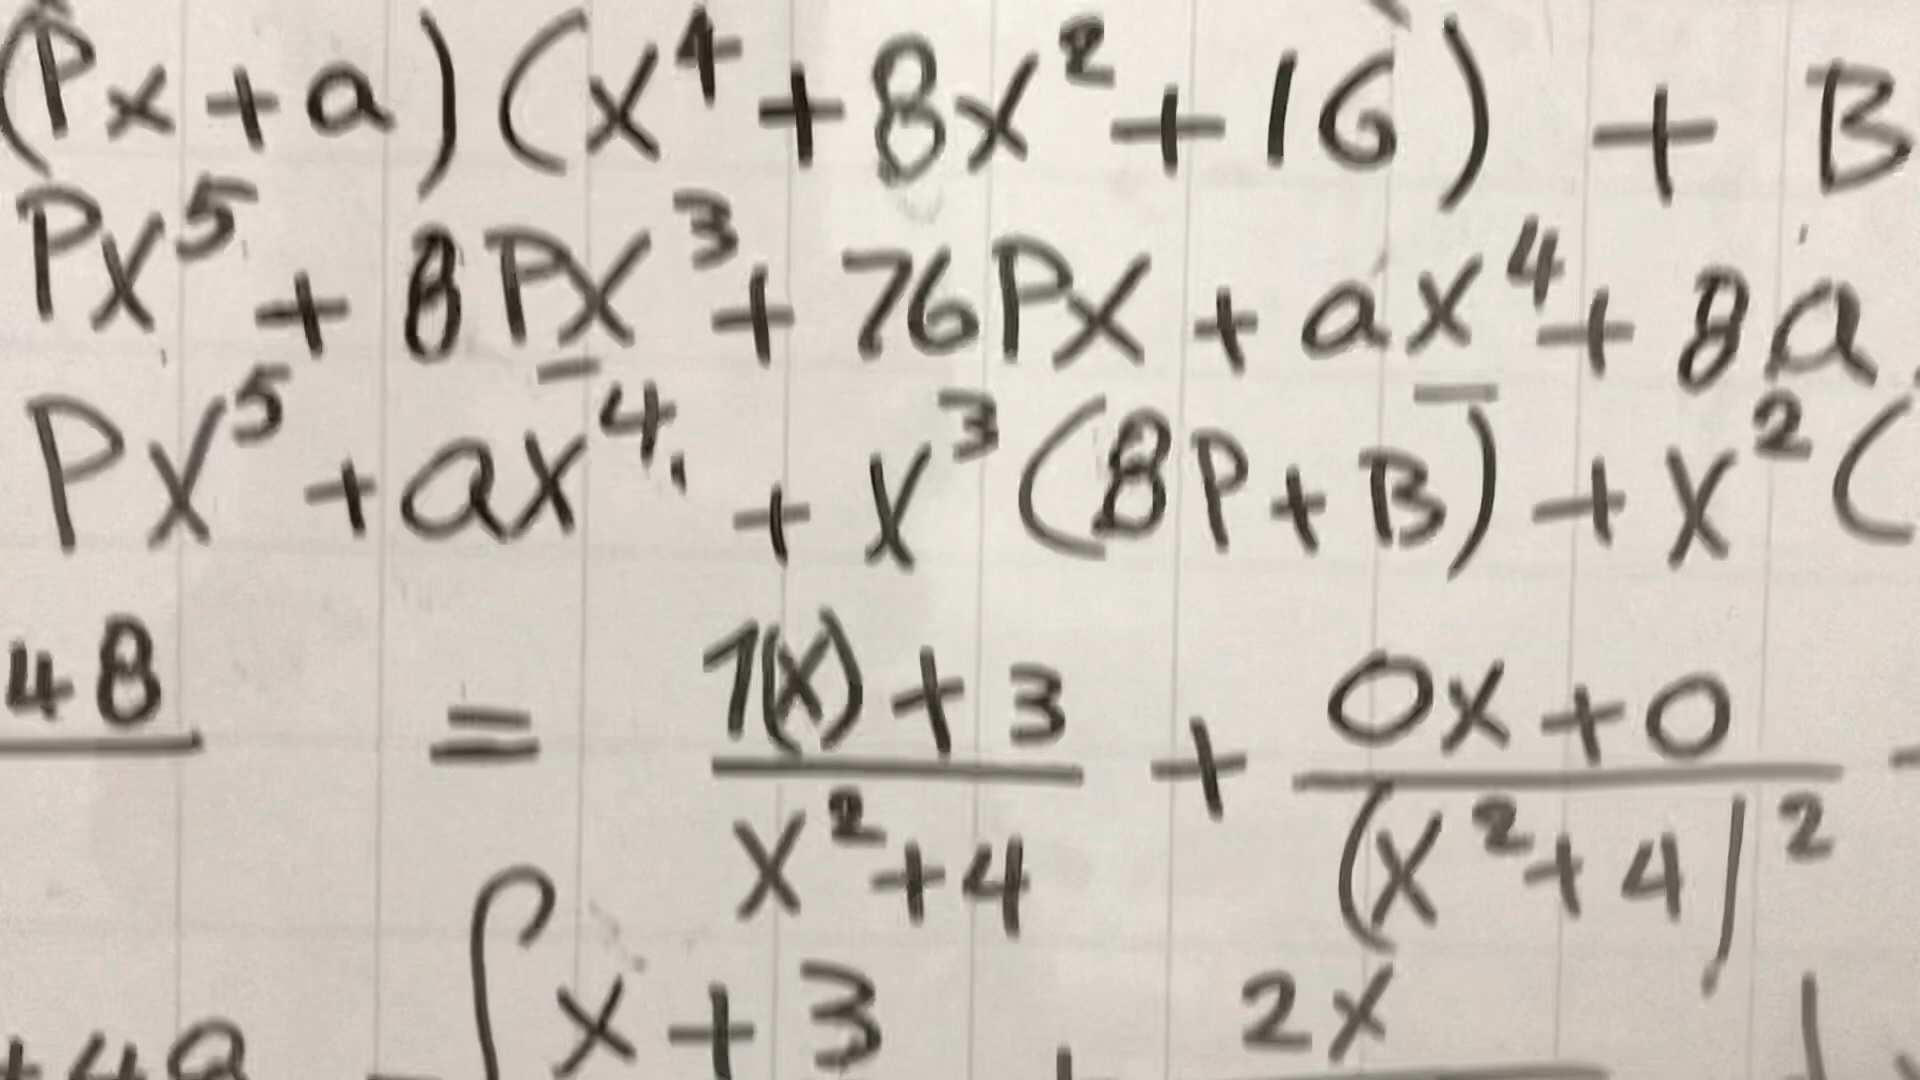 (Px+a)(x⁴+8x²+16) + B
Px⁵ + 8Px³ + 76Px + ax⁴ + 8a
Px⁵ + ax⁴ + x³(8P+B) + x²(
48 = 1(x)+3 / x²+4 + 0x+0 / (x²+4)²
+48 ∫ x+3 + 2x